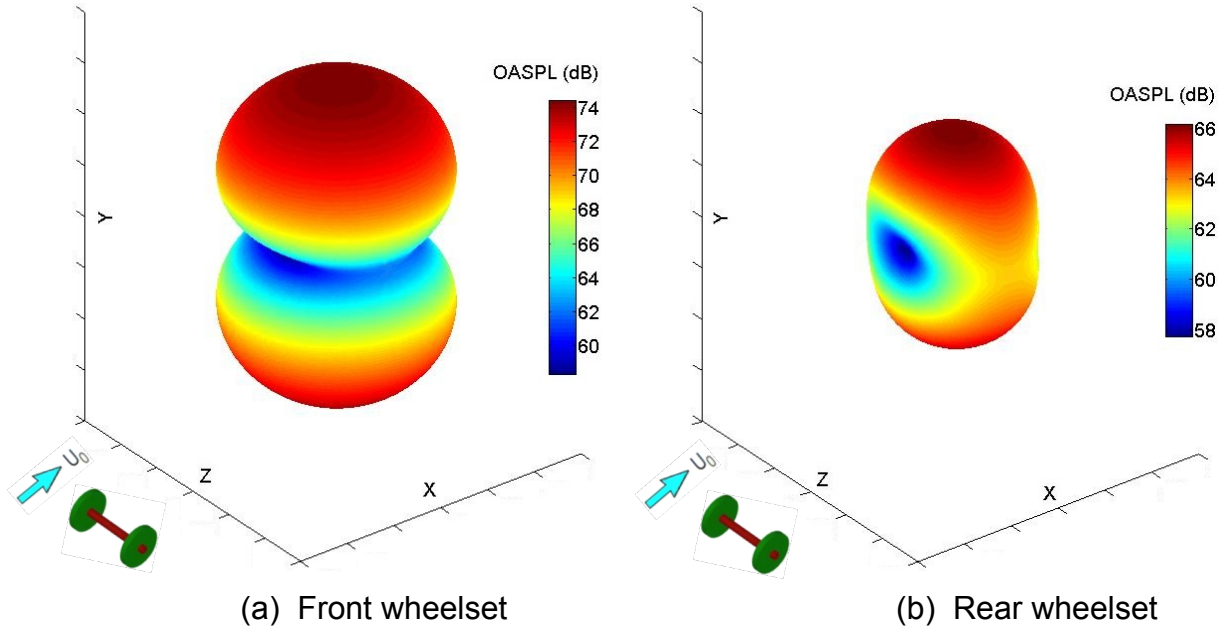 OASPL (dB)
74
72
70
68
66
64
62
60
Y
Z
X
U₀
(a) Front wheelset
OASPL (dB)
66
64
62
60
58
Y
Z
X
U₀
(b) Rear wheelset